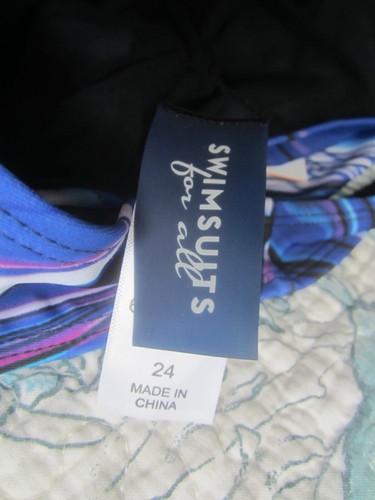 SWIMSUITS
for all
24
MADE IN
CHINA